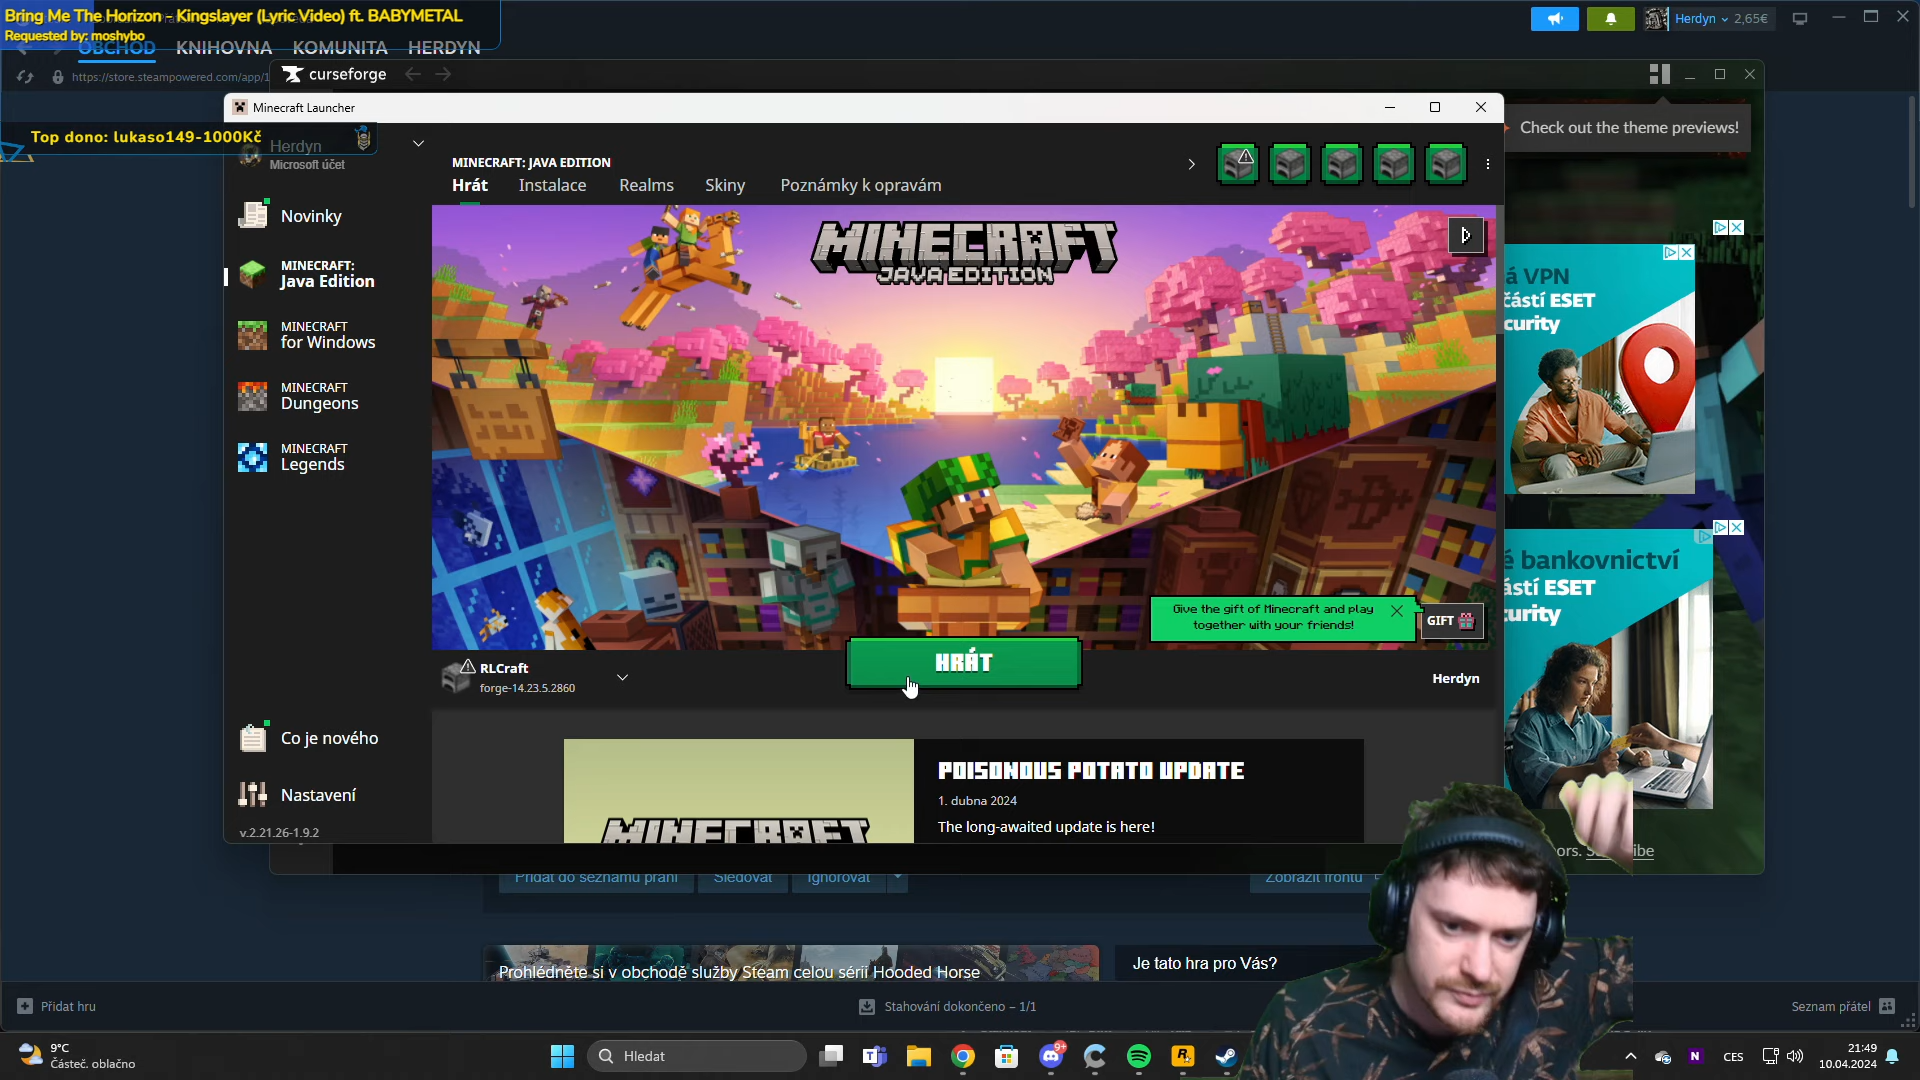 Bring Me The Horizon - Kingslayer (Lyric Video) ft. BABYMETAL
Requested by: moshybo
OBCHOD KNIHOVNA KOMUNITA HERDYN
Herdyn 2,65€
https://store.steampowered.com/app/1
curseforge
Minecraft Launcher
Check out the theme previews!
Top dono: lukaso149-1000Kč
Herdyn
Microsoft účet
MINECRAFT: JAVA EDITION
Hrát Instalace Realms Skiny Poznámky k opravám
Novinky
MINECRAFT:
Java Edition
MINECRAFT
for Windows
MINECRAFT
Dungeons
MINECRAFT
Legends
MINECRAFT
JAVA EDITION
á VPN
částí ESET
curity
é bankovnictví
ástí ESET
curity
Give the gift of Minecraft and play
together with your friends!
GIFT
RLCraft
forge-14.23.5.2860
HRÁT
Herdyn
Co je nového
Nastavení
v.2.21.26-1.9.2
MINECRAFT
POISONOUS POTATO UPDATE
1. dubna 2024
The long-awaited update is here!
ors.
Přidat do seznamu přání Sledovat Ignorovat
Zobrazit frontu
Prohlédněte si v obchodě služby Steam celou sérii Hooded Horse
Je tato hra pro Vás?
Přidat hru
Stahování dokončeno – 1/1
Seznam přátel
9°C
Částeč. oblačno
Hledat
9+
CES
21:49
10.04.2024